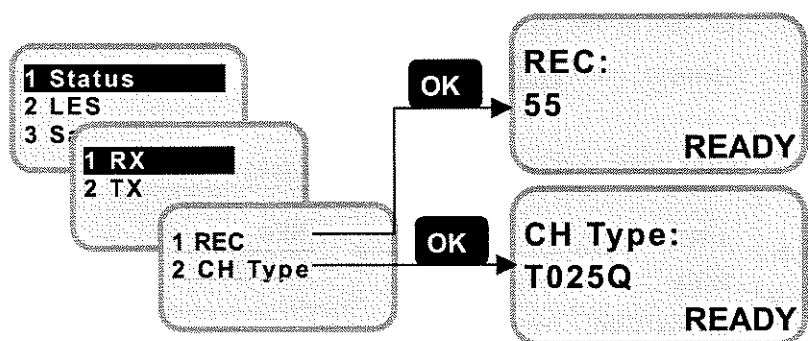 1 Status
2 LES
3 S
1 RX
2 TX
1 REC
2 CH Type
OK
REC:
55
READY
OK
CH Type:
T025Q
READY